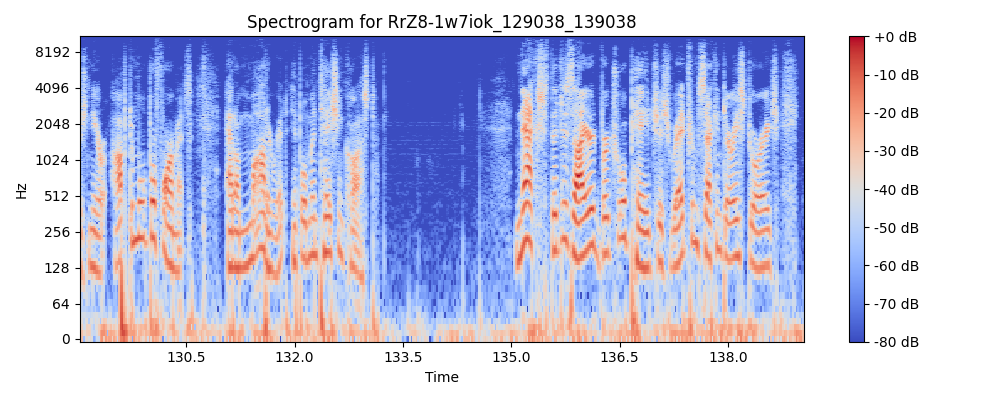 Spectrogram for RrZ8-1w7iok_129038_139038
8192
4096
2048
1024
512
256
128
64
0
Hz
130.5
132.0
133.5
135.0
136.5
138.0
Time
+0 dB
-10 dB
-20 dB
-30 dB
-40 dB
-50 dB
-60 dB
-70 dB
-80 dB